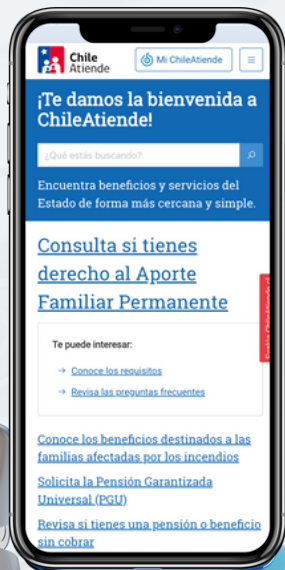 Chile
Atiende
Mi ChileAtiende
¡Te damos la bienvenida a
ChileAtiende!
¿Qué estás buscando?
Encuentra beneficios y servicios del
Estado de forma más cercana y simple.
Consulta si tienes
derecho al Aporte
Familiar Permanente
Te puede interesar:
→ Conoce los requisitos
→ Revisa las preguntas frecuentes
Conoce los beneficios destinados a las
familias afectadas por los incendios
Solicita la Pensión Garantizada
Universal (PGU)
Revisa si tienes una pensión o beneficio
sin cobrar